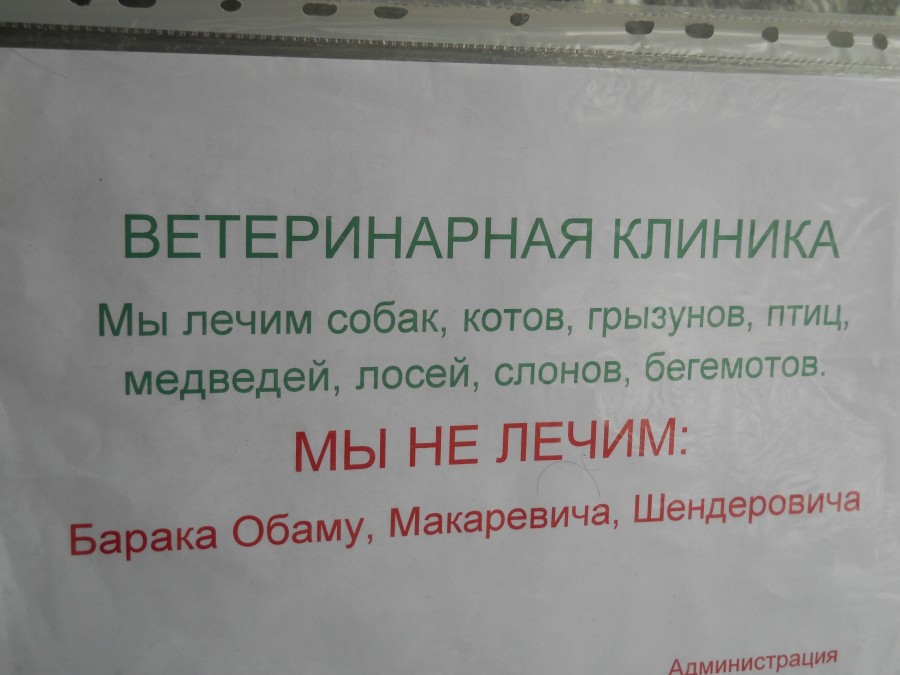 ВЕТЕРИНАРНАЯ КЛИНИКА
Мы лечим собак, котов, грызунов, птиц,
медведей, лосей, слонов, бегемотов.
МЫ НЕ ЛЕЧИМ:
Барака Обаму, Макаревича, Шендеровича
Администрация